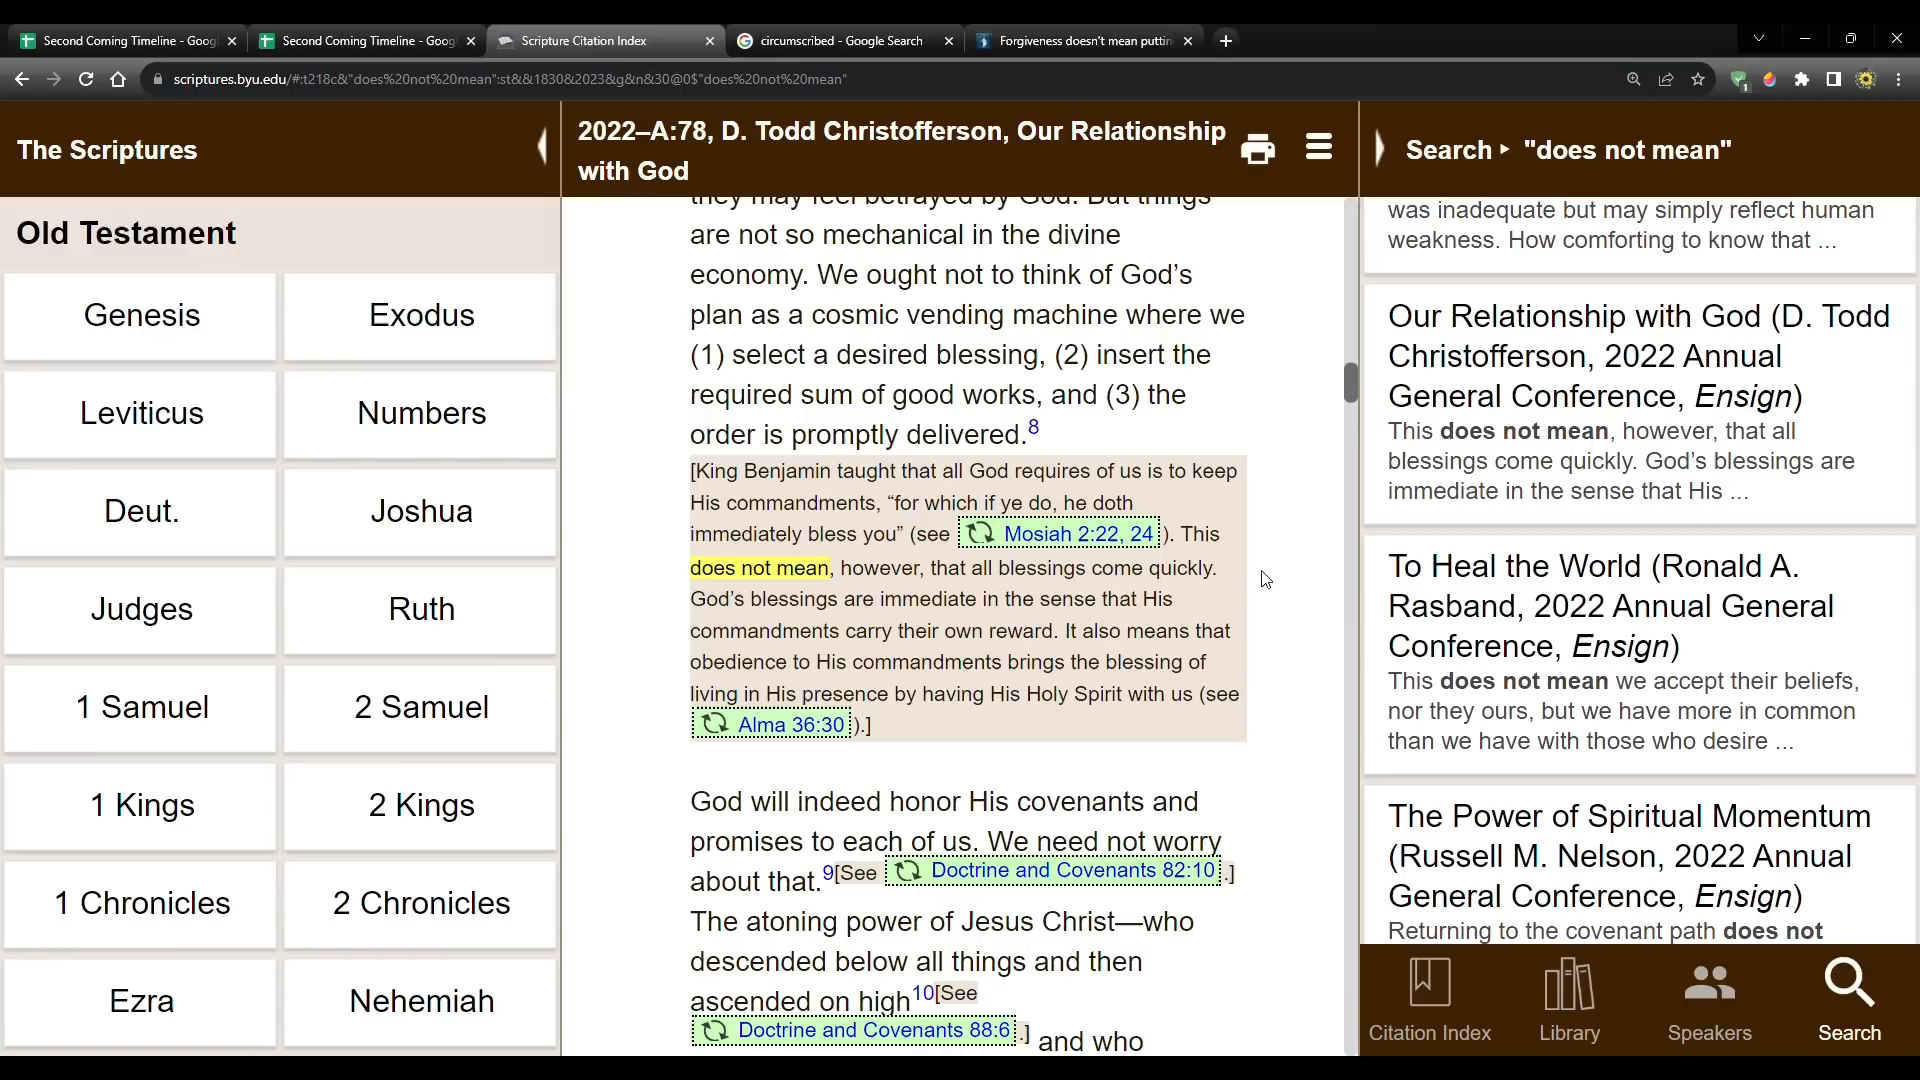 Second Coming Timeline - Goog
Second Coming Timeline - Goog
Scripture Citation Index
circumscribed - Google Search
Forgiveness doesn't mean puttin
scriptures.byu.edu/#:t218c&"does%20not%20mean":st&&1830&2023&g&n&30@0$"does%20not%20mean"
1
The Scriptures
Old Testament
Genesis
Exodus
Leviticus
Numbers
Deut.
Joshua
Judges
Ruth
1 Samuel
2 Samuel
1 Kings
2 Kings
1 Chronicles
2 Chronicles
Ezra
Nehemiah
2022–A:78, D. Todd Christofferson, Our Relationship
with God
they may feel betrayed by God. But things
are not so mechanical in the divine
economy. We ought not to think of God’s
plan as a cosmic vending machine where we
(1) select a desired blessing, (2) insert the
required sum of good works, and (3) the
order is promptly delivered.8
[King Benjamin taught that all God requires of us is to keep
His commandments, “for which if ye do, he doth
immediately bless you” (see Mosiah 2:22, 24). This
does not mean, however, that all blessings come quickly.
God’s blessings are immediate in the sense that His
commandments carry their own reward. It also means that
obedience to His commandments brings the blessing of
living in His presence by having His Holy Spirit with us (see
Alma 36:30).]
God will indeed honor His covenants and
promises to each of us. We need not worry
about that.9[See Doctrine and Covenants 82:10.]
The atoning power of Jesus Christ—who
descended below all things and then
ascended on high10[See
Doctrine and Covenants 88:6.] and who
Search ▸ "does not mean"
was inadequate but may simply reflect human
weakness. How comforting to know that ...
Our Relationship with God (D. Todd
Christofferson, 2022 Annual
General Conference, Ensign)
This does not mean, however, that all
blessings come quickly. God’s blessings are
immediate in the sense that His ...
To Heal the World (Ronald A.
Rasband, 2022 Annual General
Conference, Ensign)
This does not mean we accept their beliefs,
nor they ours, but we have more in common
than we have with those who desire ...
The Power of Spiritual Momentum
(Russell M. Nelson, 2022 Annual
General Conference, Ensign)
Returning to the covenant path does not
Citation Index
Library
Speakers
Search